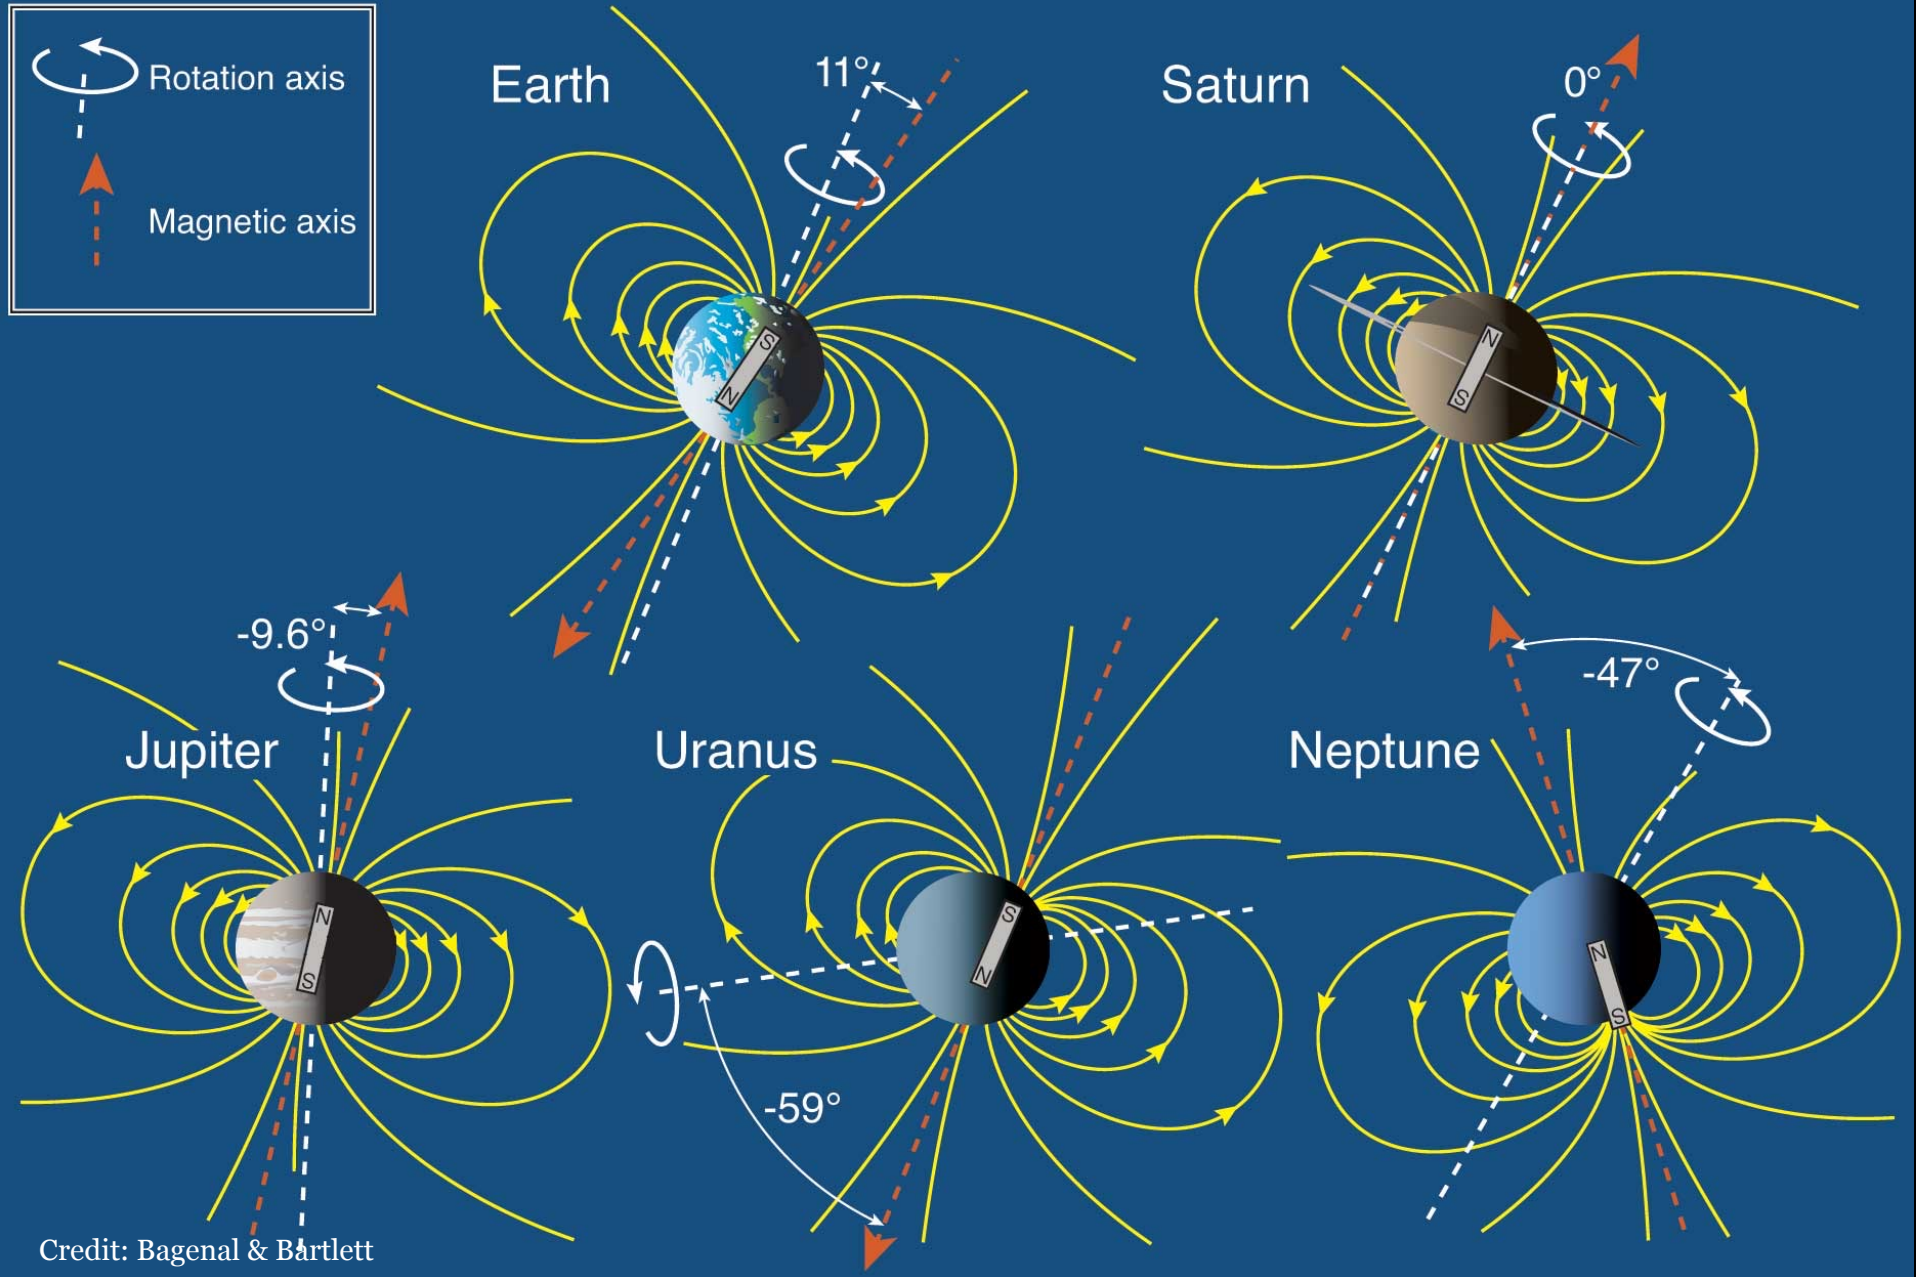 Rotation axis
Magnetic axis
Earth
11°
S
N
Saturn
0°
N
S
-9.6°
Jupiter
N
S
Uranus
S
N
-59°
Neptune
-47°
N
S
Credit: Bagenal & Bartlett